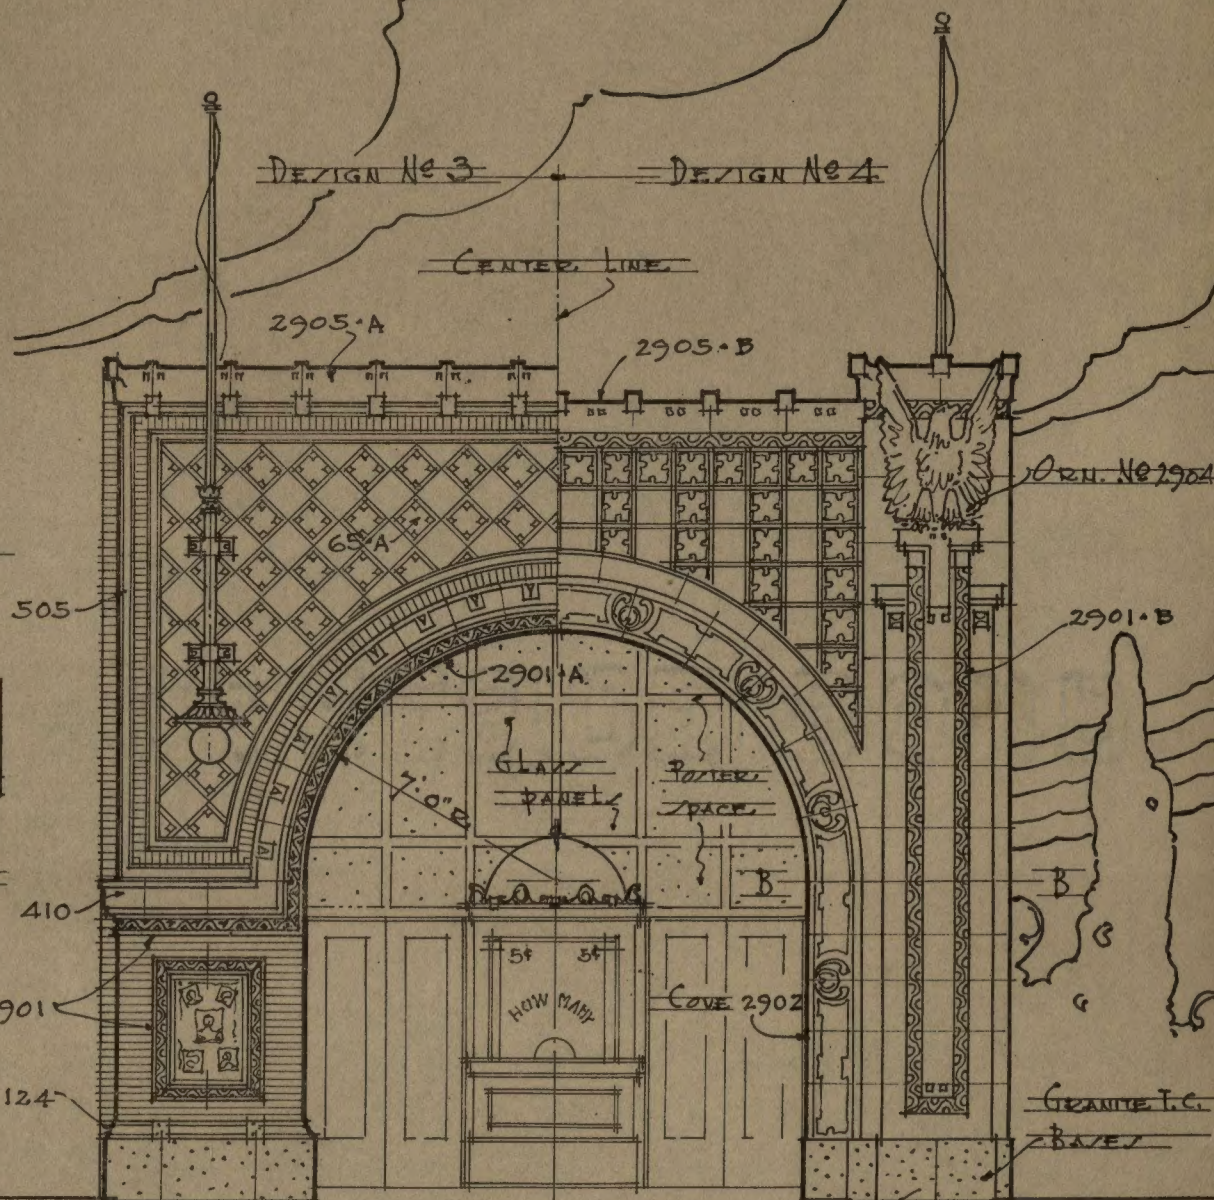 DESIGN No 3
DESIGN No 4
CENTER LINE
2905·A
2905·B
ORN. No 2904
65·A
505
2901·B
2901·A
GLASS
PANELS
POSTER
SPACE
7'·0"R
B
B
410
5¢
5¢
HOW MANY
COVE 2902
901
124
GRANITE T.C.
BASES